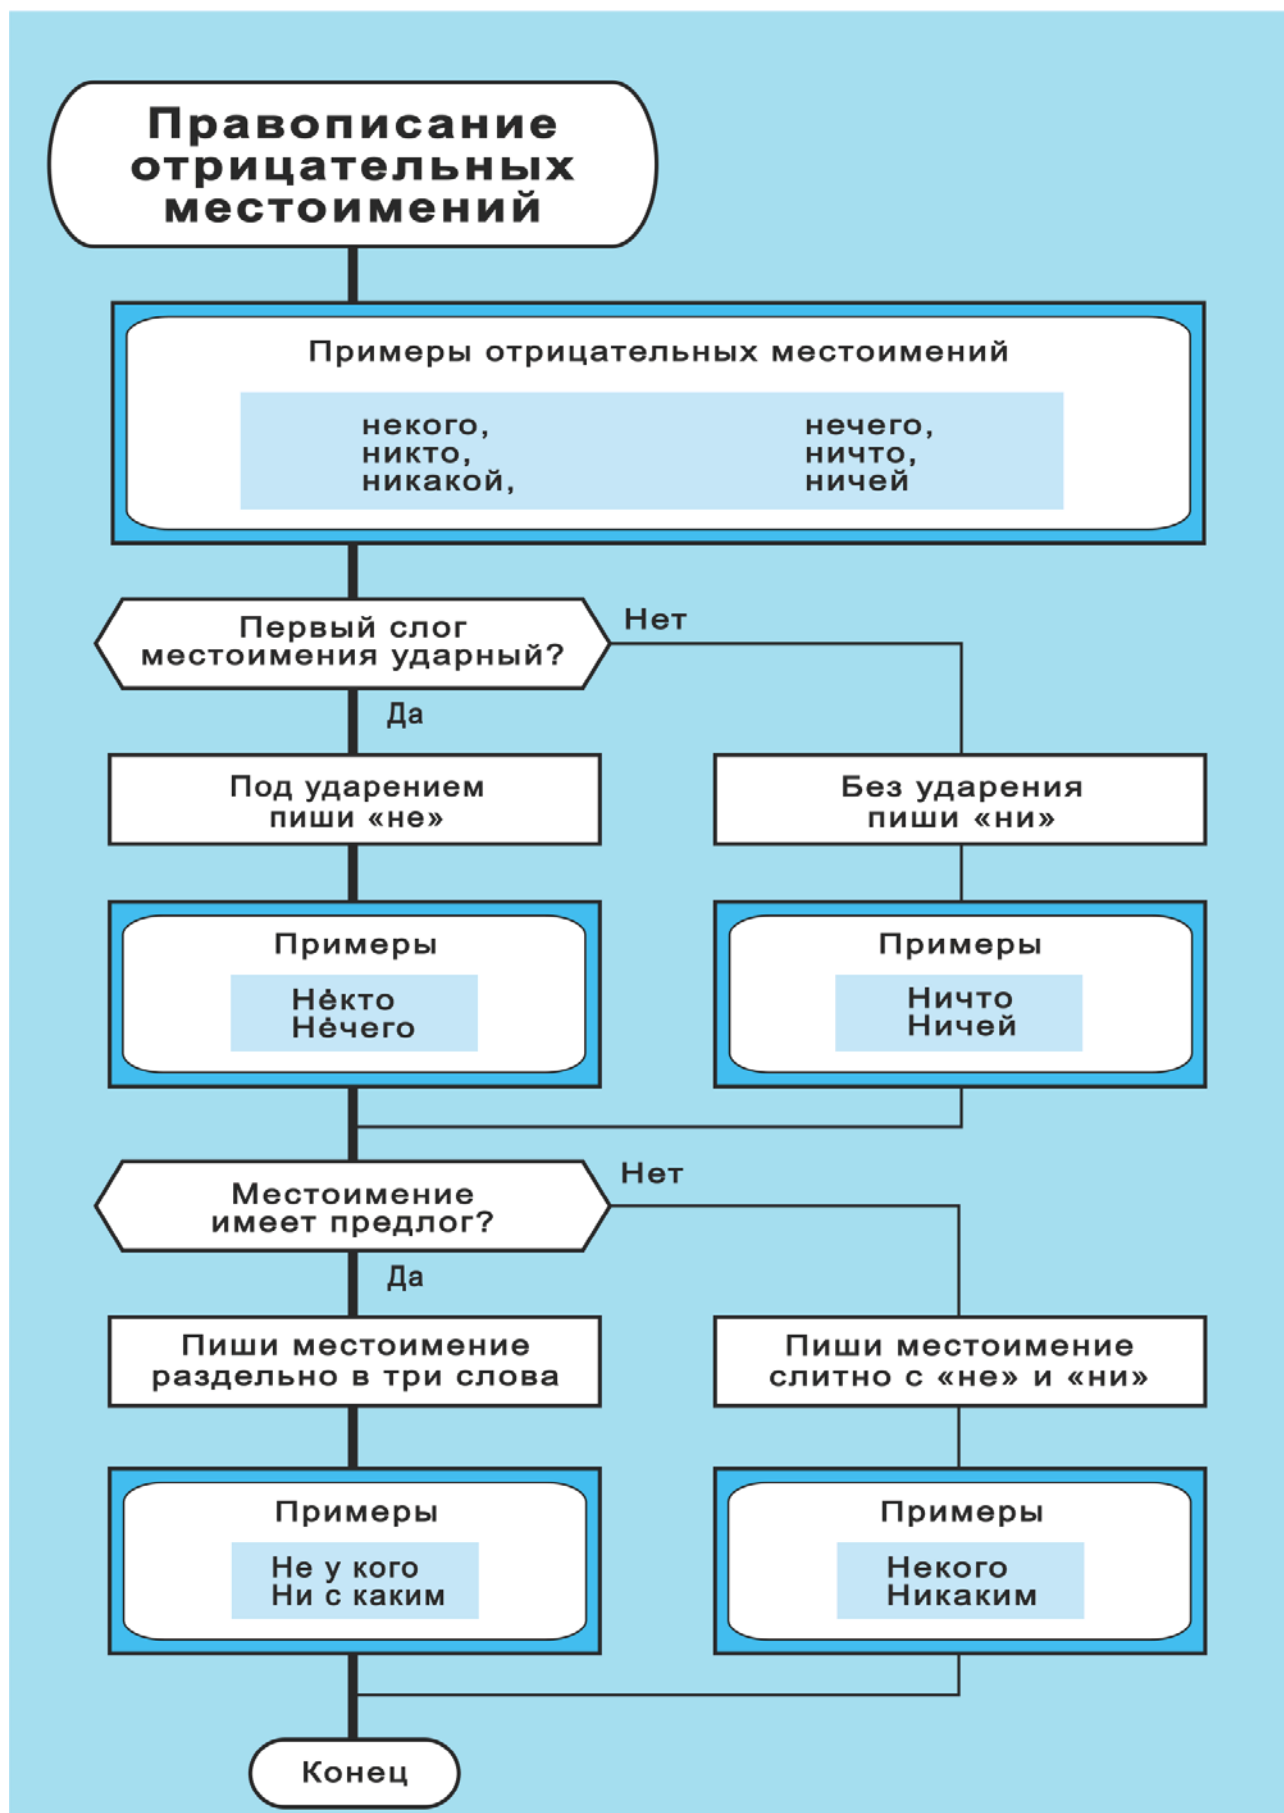 Правописание
отрицательных
местоимений
Примеры отрицательных местоимений
некого,
никто,
никакой,
нечего,
ничто,
ничей
Первый слог
местоимения ударный?
Нет
Да
Под ударением
пиши «не»
Без ударения
пиши «ни»
Примеры
Не́кто
Не́чего
Примеры
Ничто
Ничей
Местоимение
имеет предлог?
Нет
Да
Пиши местоимение
раздельно в три слова
Пиши местоимение
слитно с «не» и «ни»
Примеры
Не у кого
Ни с каким
Примеры
Некого
Никаким
Конец